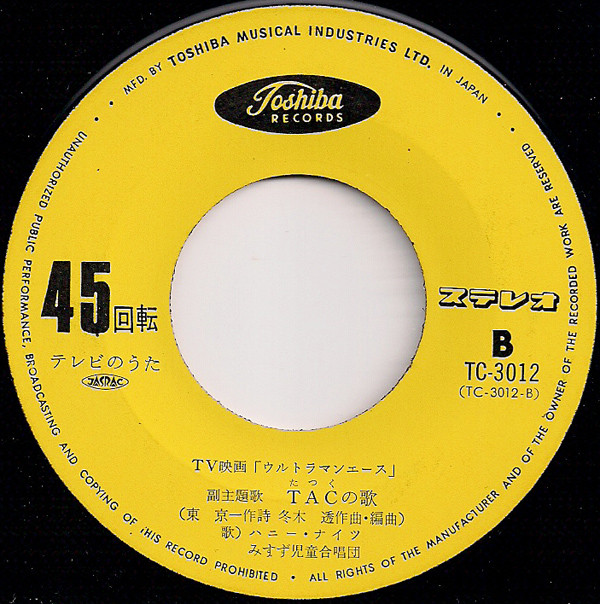 MFD. BY TOSHIBA MUSICAL INDUSTRIES LTD. IN JAPAN
Toshiba
RECORDS
45回転
テレビのうた
JASRAC
ステレオ
B
TC-3012
(TC-3012-B)
TV映画「ウルトラマンエース」
たっく
副主題歌 TACの歌
(東 京一作詩 冬木 透作曲・編曲)
歌)ハニー・ナイツ
みすず児童合唱団
UNAUTHORIZED PUBLIC PERFORMANCE, BROADCASTING AND COPYING OF THIS RECORD PROHIBITED • ALL RIGHTS OF THE MANUFACTURER AND OF THE OWNER OF THE RECORDED WORK ARE RESERVED